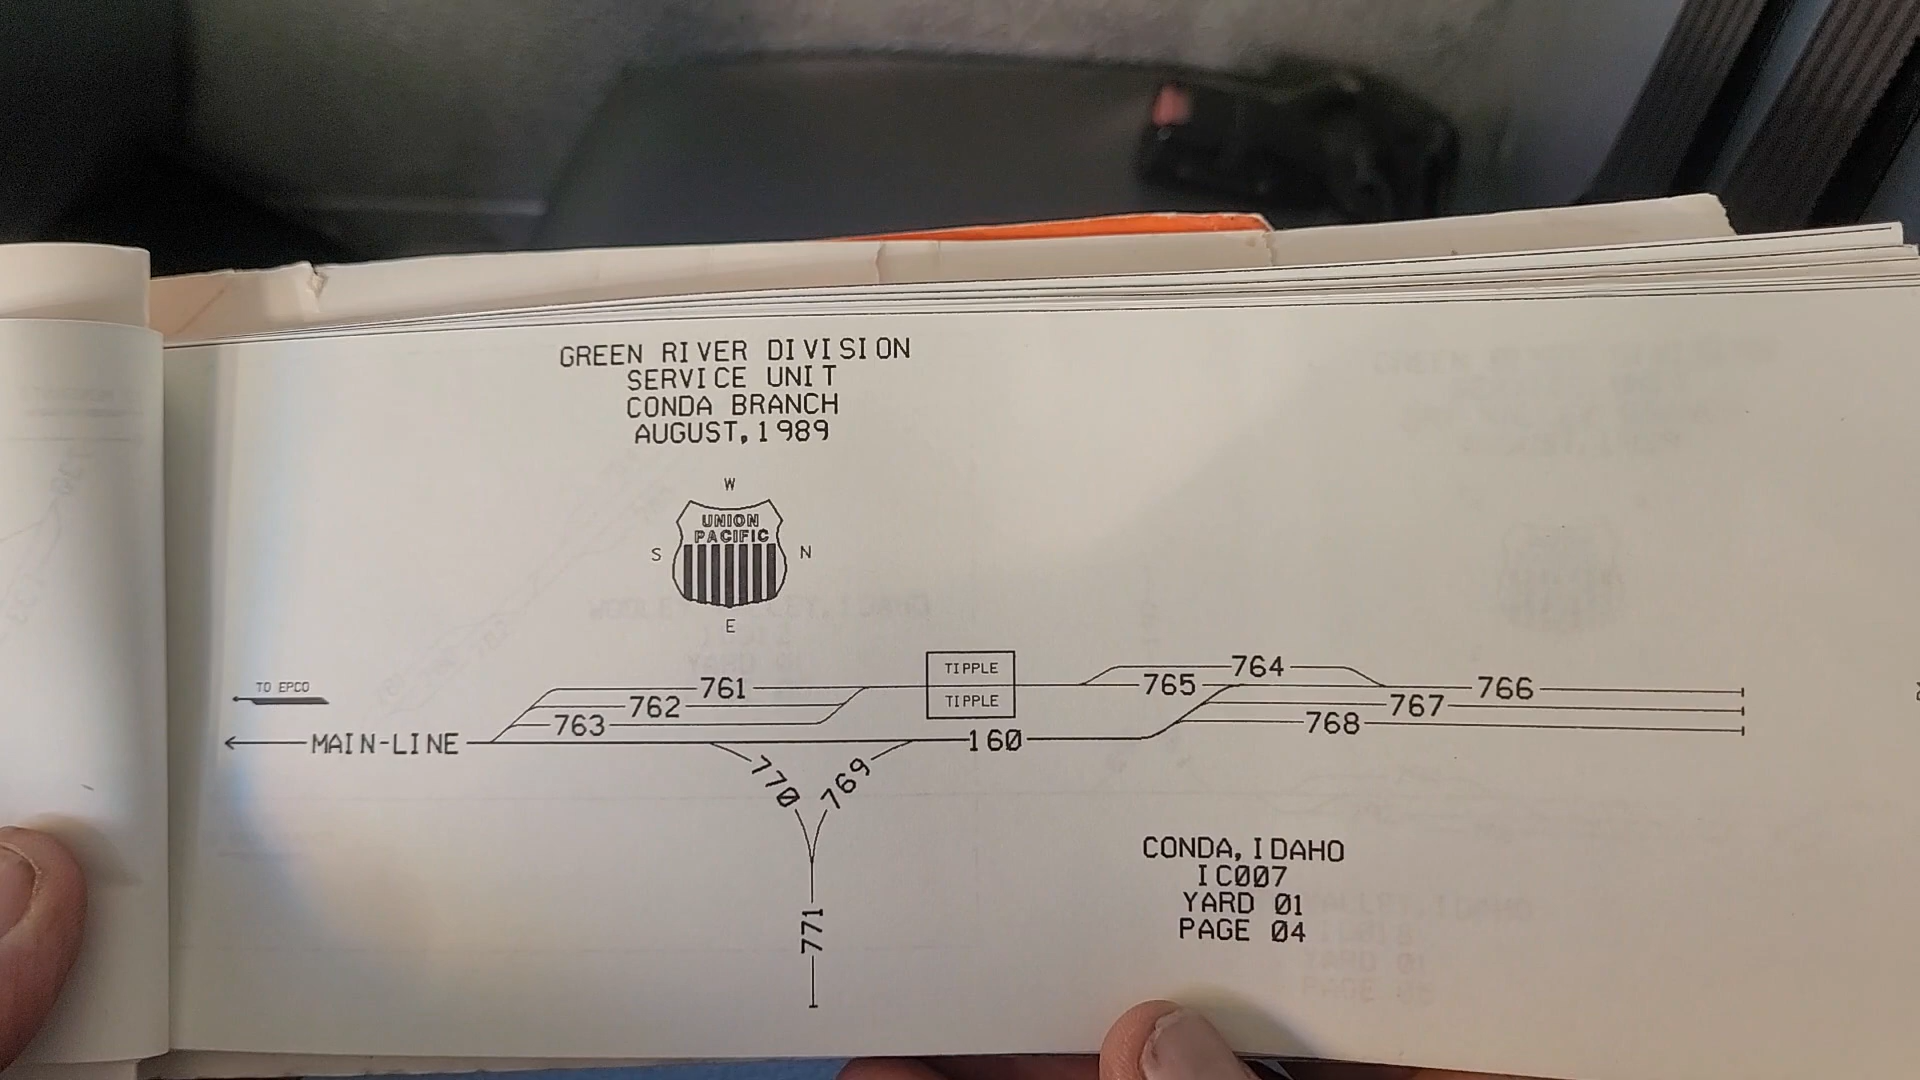 GREEN RIVER DIVISION
SERVICE UNIT
CONDA BRANCH
AUGUST, 1989
W
UNION
PACIFIC
S
N
E
TO EPCO
TIPPLE
TIPPLE
761
762
763
764
765
766
767
768
MAIN-LINE
160
770
769
771
CONDA, IDAHO
IC007
YARD 01
PAGE 04